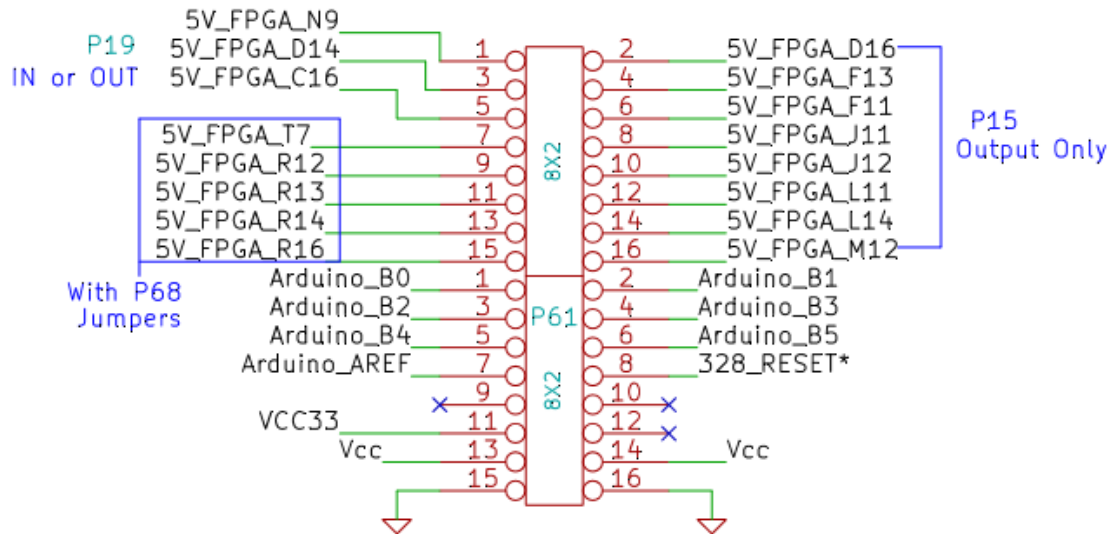 5V_FPGA_N9
P19 5V_FPGA_D14 1 2 5V_FPGA_D16
IN or OUT 5V_FPGA_C16 3 4 5V_FPGA_F13
5 6 5V_FPGA_F11
5V_FPGA_T7 7 8 5V_FPGA_J11 P15
5V_FPGA_R12 9 8X2 10 5V_FPGA_J12 Output Only
5V_FPGA_R13 11 12 5V_FPGA_L11
5V_FPGA_R14 13 14 5V_FPGA_L14
5V_FPGA_R16 15 16 5V_FPGA_M12
With P68
Jumpers
Arduino_B0 1 2 Arduino_B1
Arduino_B2 3 P61 4 Arduino_B3
Arduino_B4 5 6 Arduino_B5
Arduino_AREF 7 8 328_RESET*
9 8X2 10
VCC33 11 12
Vcc 13 14 Vcc
15 16